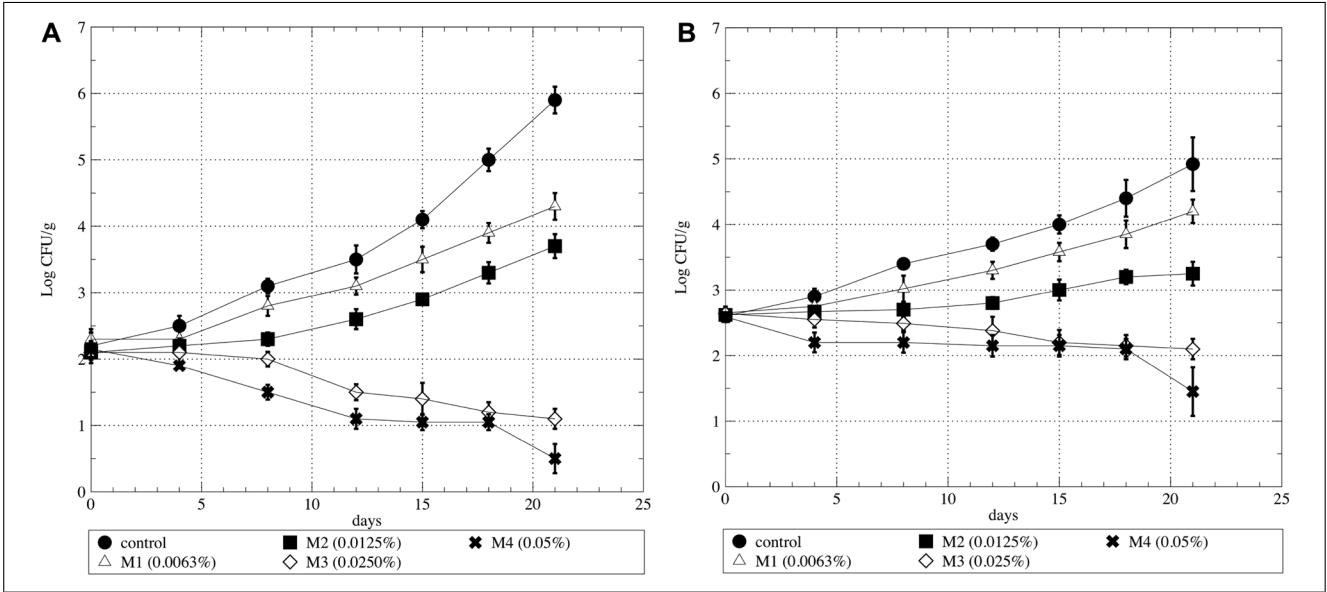 A
7
6
5
4
3
2
1
0
Log CFU/g
0 5 10 15 20 25
days
control M2 (0.0125%) M4 (0.05%)
M1 (0.0063%) M3 (0.0250%)
B
7
6
5
4
3
2
1
0
Log CFU/g
0 5 10 15 20 25
days
control M2 (0.0125%) M4 (0.05%)
M1 (0.0063%) M3 (0.025%)